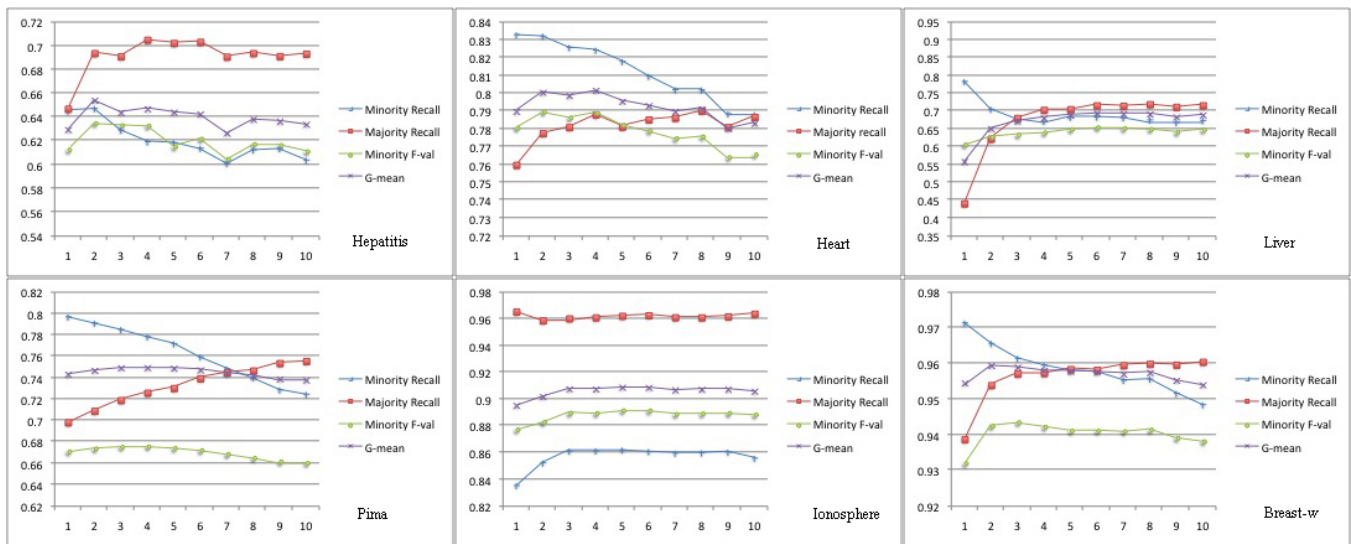 0.72
0.7
0.68
0.66
0.64
0.62
0.6
0.58
0.56
0.54
1 2 3 4 5 6 7 8 9 10
Minority Recall
Majority Recall
Minority F-val
G-mean
Hepatitis
0.84
0.83
0.82
0.81
0.8
0.79
0.78
0.77
0.76
0.75
0.74
0.73
0.72
1 2 3 4 5 6 7 8 9 10
Minority Recall
Majority recall
Minority F-val
G-mean
Heart
0.95
0.9
0.85
0.8
0.75
0.7
0.65
0.6
0.55
0.5
0.45
0.4
0.35
1 2 3 4 5 6 7 8 9 10
Minority Recall
Majority Recall
Minority F-val
G-mean
Liver
0.82
0.8
0.78
0.76
0.74
0.72
0.7
0.68
0.66
0.64
0.62
1 2 3 4 5 6 7 8 9 10
Minority Recall
Majority Recall
Minority F-val
G-mean
Pima
0.98
0.96
0.94
0.92
0.9
0.88
0.86
0.84
0.82
1 2 3 4 5 6 7 8 9 10
Minority Recall
Majority Recall
Minority F-val
G-mean
Ionosphere
0.98
0.97
0.96
0.95
0.94
0.93
0.92
1 2 3 4 5 6 7 8 9 10
Minority Recall
Majority Recall
Minority F-val
G-mean
Breast-w